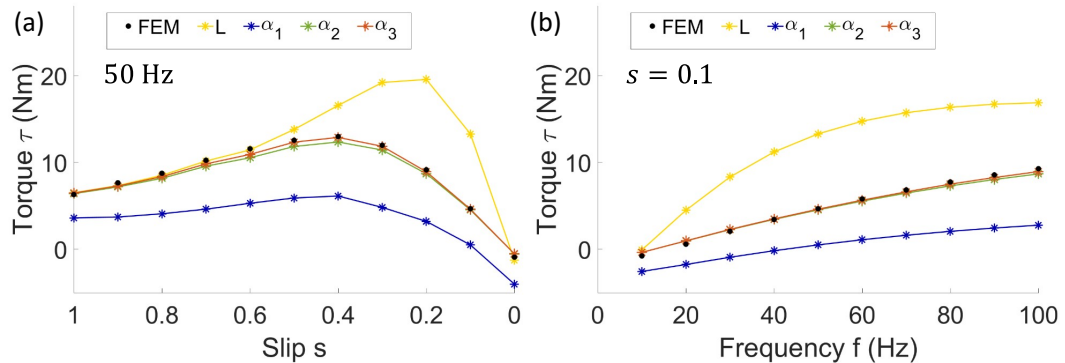 (a)
FEM L α1 α2 α3
50 Hz
20
10
0
Torque τ (Nm)
1 0.8 0.6 0.4 0.2 0
Slip s
(b)
FEM L α1 α2 α3
s = 0.1
20
10
0
Torque τ (Nm)
0 20 40 60 80 100
Frequency f (Hz)